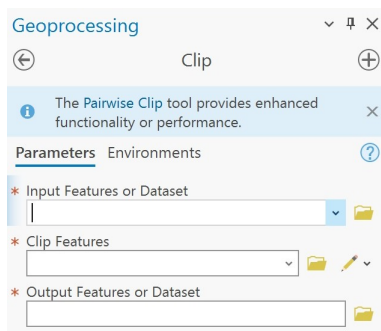 Geoprocessing
Clip
The Pairwise Clip tool provides enhanced
functionality or performance.
Parameters Environments
* Input Features or Dataset
* Clip Features
* Output Features or Dataset